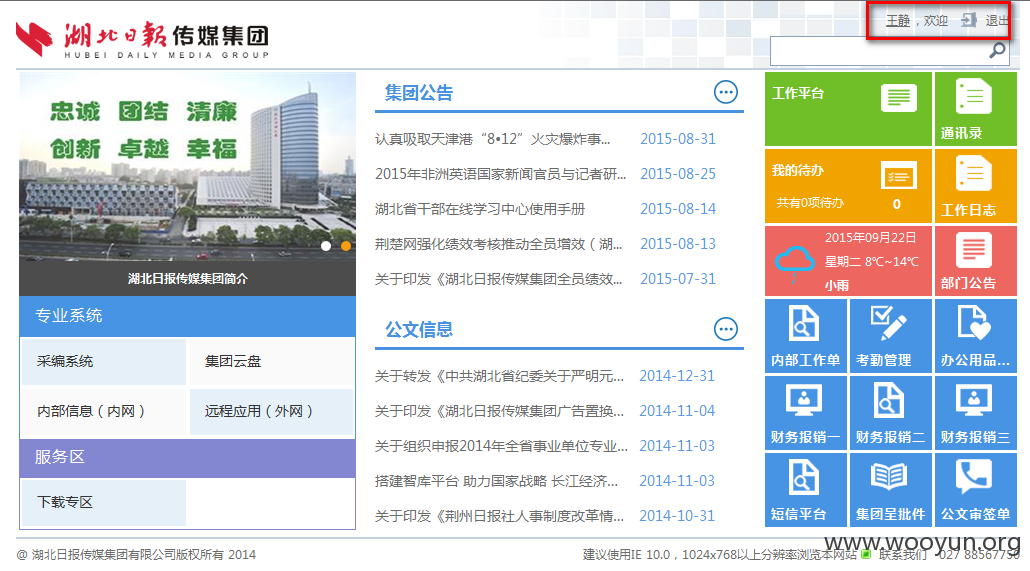 湖北日报传媒集团
HUBEI DAILY MEDIA GROUP
王静，欢迎 退出
忠诚 团结 清廉
创新 卓越 幸福
湖北日报传媒集团简介
专业系统
采编系统 集团云盘
内部信息（内网） 远程应用（外网）
服务区
下载专区
集团公告
认真吸取天津港“8•12”火灾爆炸事... 2015-08-31
2015年非洲英语国家新闻官员与记者研... 2015-08-25
湖北省干部在线学习中心使用手册 2015-08-14
荆楚网强化绩效考核推动全员增效（湖... 2015-08-13
关于印发《湖北日报传媒集团全员绩效... 2015-07-31
公文信息
关于转发《中共湖北省纪委关于严明元... 2014-12-31
关于印发《湖北日报传媒集团广告置换... 2014-11-04
关于组织申报2014年全省事业单位专业... 2014-11-03
搭建智库平台 助力国家战略 长江经济... 2014-11-03
关于印发《荆州日报社人事制度改革情... 2014-10-31
工作平台
通讯录
我的待办
共有0项待办 0
工作日志
2015年09月22日
星期二 8℃~14℃
小雨
部门公告
内部工作单 考勤管理 办公用品...
财务报销一 财务报销二 财务报销三
短信平台 集团呈批件 公文审签单
www.wooyun.org
@ 湖北日报传媒集团有限公司版权所有 2014
建议使用IE 10.0，1024x768以上分辨率浏览本网站 联系我们 027 88567750